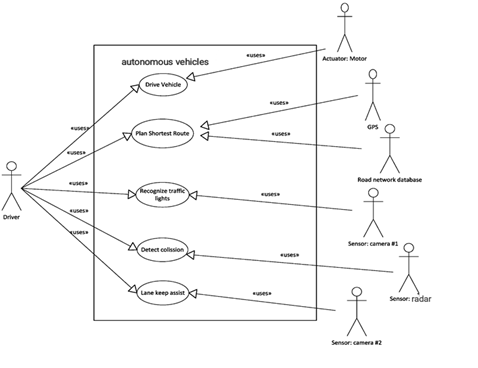 autonomous vehicles
«uses»
Actuator: Motor
Drive Vehicle
«uses»
«uses»
GPS
«uses»
Plan Shortest Route
«uses»
«uses»
Road network database
Driver
«uses»
Recognize traffic
lights
«uses»
Sensor: camera #1
«uses»
Detect colission
«uses»
Sensor: radar
«uses»
Lane keep assist
«uses»
Sensor: camera #2